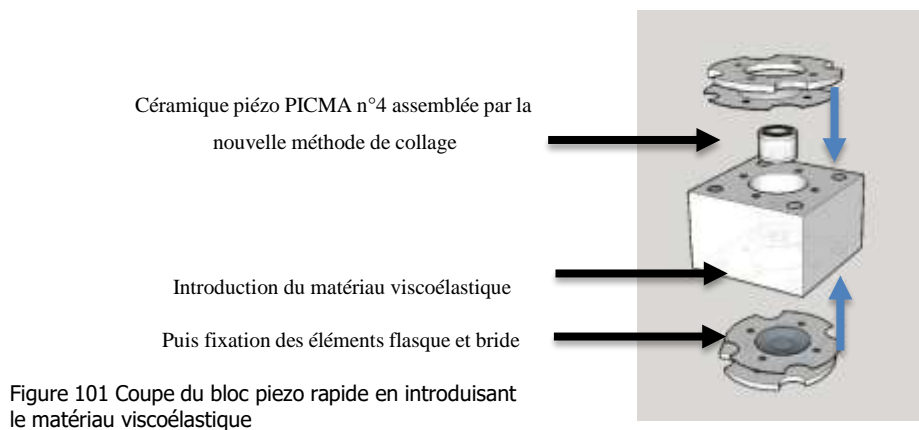 Céramique piézo PICMA n°4 assemblée par la
nouvelle méthode de collage
Introduction du matériau viscoélastique
Puis fixation des éléments flasque et bride
Figure 101 Coupe du bloc piezo rapide en introduisant
le matériau viscoélastique